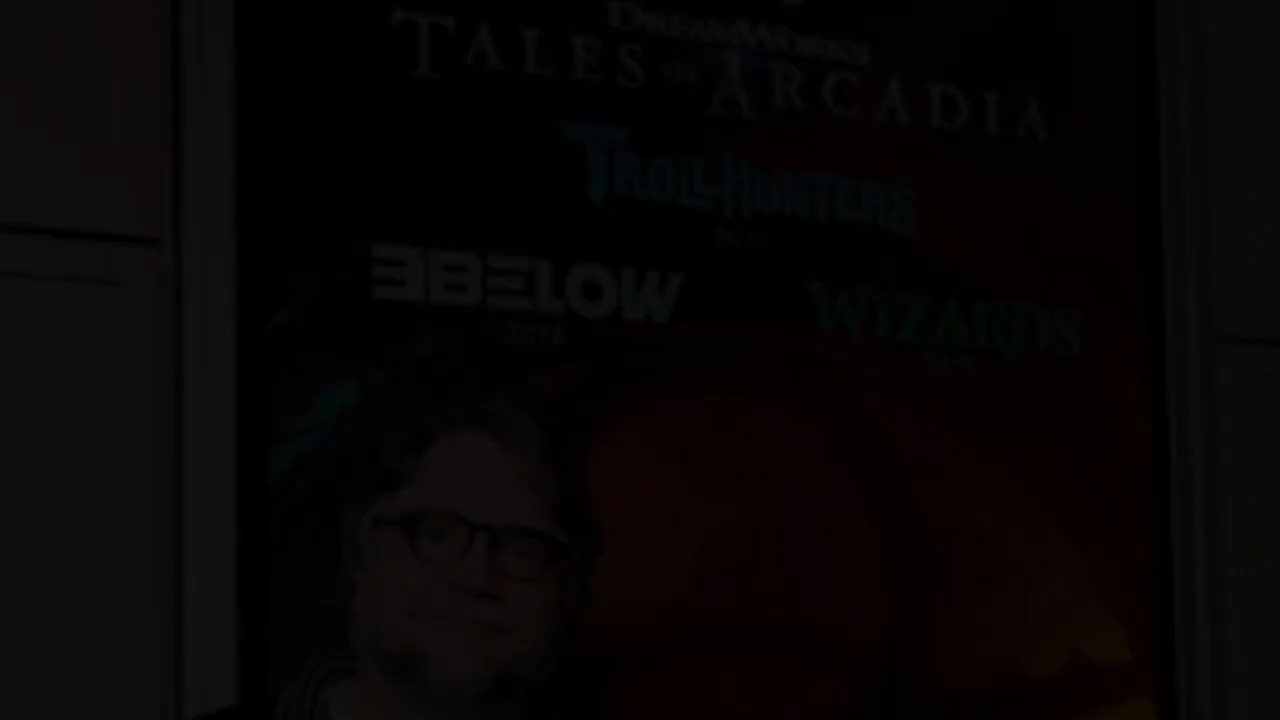 DREAMWORKS
TALES OF ARCADIA
TROLLHUNTERS
3BELOW
2018
WIZARDS